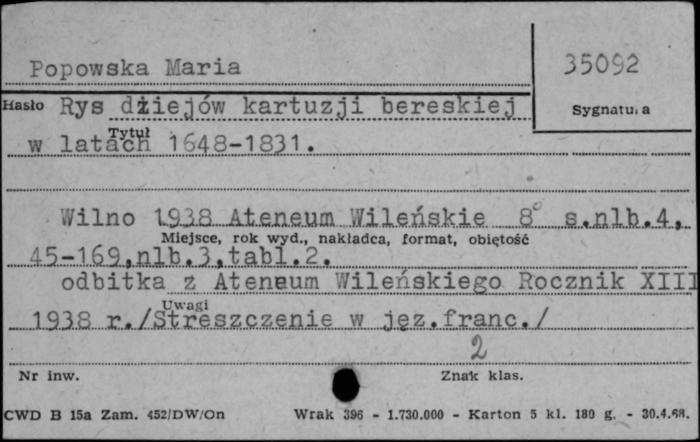 Popowska Maria
35092
Hasło Rys dziejów kartuzji bereskiej
Sygnatura
Tytuł
w latach 1648-1831.
Wilno 1938 Ateneum Wileńskie 8° s.nlb.4,
Miejsce, rok wyd., nakładca, format, objętość
45-169,nlb.3,tabl.2.
odbitka z Ateneum Wileńskiego Rocznik XIII
Uwagi
1938 r./Streszczenie w jęz.franc./
2
Nr inw.
Znak klas.
CWD B 15a Zam. 452/DW/On
Wrak 396 - 1.730.000 - Karton 5 kl. 180 g. - 30.4.68.